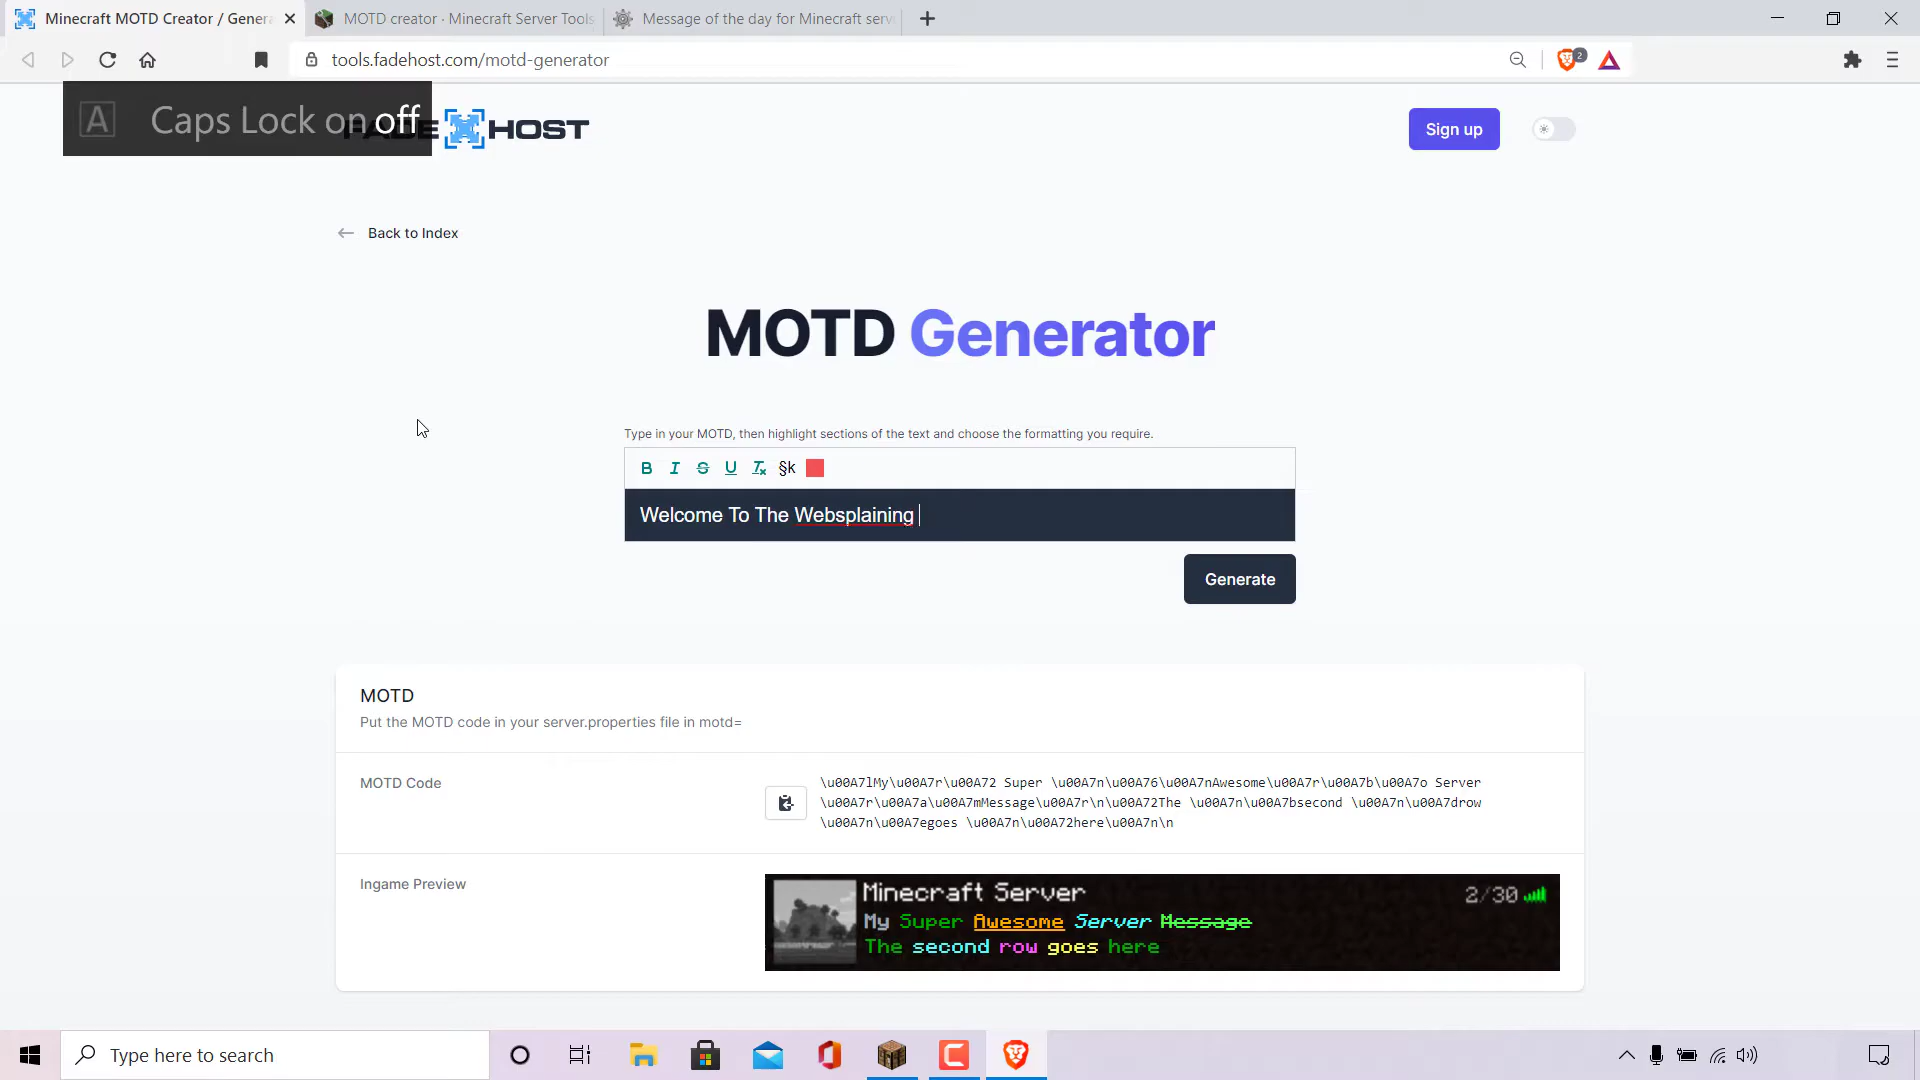 Minecraft MOTD Creator / Genera
MOTD creator · Minecraft Server Tools
Message of the day for Minecraft serv
tools.fadehost.com/motd-generator
2
A
Caps Lock on off
HOST
Sign up
Back to Index
MOTD Generator
Type in your MOTD, then highlight sections of the text and choose the formatting you require.
B I S U Tx §k
Welcome To The Websplaining
Generate
MOTD
Put the MOTD code in your server.properties file in motd=
MOTD Code
\u00A7lMy\u00A7r\u00A72 Super \u00A7n\u00A76\u00A7nAwesome\u00A7r\u00A7b\u00A7o Server
\u00A7r\u00A7a\u00A7mMessage\u00A7r\n\u00A72The \u00A7n\u00A7bsecond \u00A7n\u00A7drow
\u00A7n\u00A7egoes \u00A7n\u00A72here\u00A7n\n
Ingame Preview
Minecraft Server
2/30
My Super Awesome Server Message
The second row goes here
Type here to search